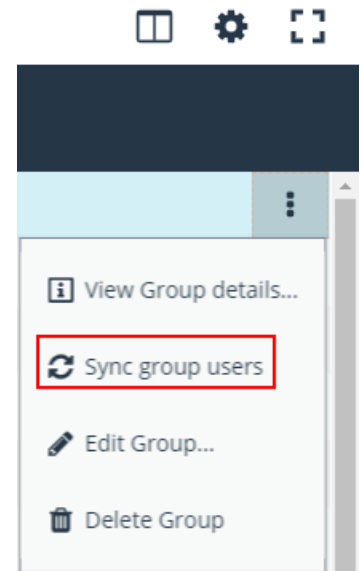 View Group details...
Sync group users
Edit Group...
Delete Group